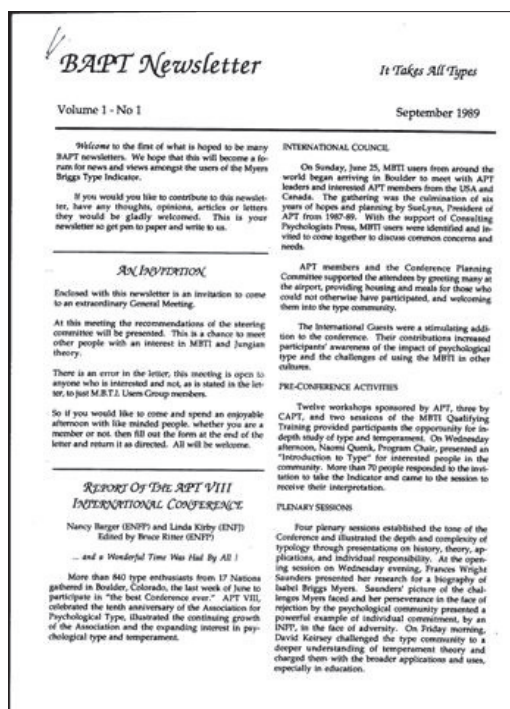 BAPT Newsletter
It Takes All Types
Volume 1 - No 1
September 1989
Welcome to the first of what is hoped to be many
BAPT newsletters. We hope that this will become a fo-
rum for news and views amongst the users of the Myers
Briggs Type Indicator.
If you would you like to contribute to this newslet-
ter, have any thoughts, opinions, articles or letters
they would be gladly welcomed. This is your
newsletter so get pen to paper and write to us.
AN INVITATION
Enclosed with this newsletter is an invitation to come
to an extraordinary General Meeting.
At this meeting the recommendations of the steering
committee will be presented. This is a chance to meet
other people with an interest in MBTI and Jungian
theory.
There is an error in the letter, this meeting is open to
anyone who is interested and not, as is stated in the let-
ter, to just M.B.T.I. Users Group members.
So if you would like to come and spend an enjoyable
afternoon with like minded people, whether you are a
member or not, then fill out the form at the end of the
letter and return it as directed. All will be welcome.
REPORT OF THE APT VIII
INTERNATIONAL CONFERENCE
Nancy Barger (ENFP) and Linda Kirby (ENFJ)
Edited by Bruce Ritter (ENFP)
... and a Wonderful Time Was Had By All !
More than 840 type enthusiasts from 17 Nations
gathered in Boulder, Colorado, the last week of June to
participate in "the best Conference ever." APT VIII,
celebrated the tenth anniversary of the Association for
Psychological Type, illustrated the continuing growth
of the Association and the expanding interest in psy-
chological type and temperament.
INTERNATIONAL COUNCIL
On Sunday, June 25, MBTI users from around the
world began arriving in Boulder to meet with APT
leaders and interested APT members from the USA and
Canada. The gathering was the culmination of six
years of hopes and planning by SueLynn, President of
APT from 1987-89. With the support of Consulting
Psychologists Press, MBTI users were identified and in-
vited to come together to discuss common concerns and
needs.
APT members and the Conference Planning
Committee supported the attendees by greeting many at
the airport, providing housing and meals for those who
could not otherwise have participated, and welcoming
them into the type community.
The International Guests were a stimulating addi-
tion to the conference. Their contributions increased
participants' awareness of the impact of psychological
type and the challenges of using the MBTI in other
cultures.
PRE-CONFERENCE ACTIVITIES
Twelve workshops sponsored by APT, three by
CAPT, and two sessions of the MBTI Qualifying
Training provided participants the opportunity for in-
depth study of type and temperament. On Wednesday
afternoon, Naomi Quenk, Program Chair, presented an
"Introduction to Type" for interested people in the
community. More than 70 people responded to the invi-
tation to take the Indicator and came to the session to
receive their interpretation.
PLENARY SESSIONS
Four plenary sessions established the tone of the
Conference and illustrated the depth and complexity of
typology through presentations on history, theory, ap-
plications, and individual responsibility. At the open-
ing session on Wednesday evening, Frances Wright
Saunders presented her research for a biography of
Isabel Briggs Myers. Saunders' picture of the chal-
lenges Myers faced and her perseverance in the face of
rejection by the psychological community presented a
powerful example of individual commitment, by an
INFP, in the face of adversity. On Friday morning,
David Keirsey challenged the type community to a
deeper understanding of temperament theory and
charged them with the broader applications and uses,
especially in education.